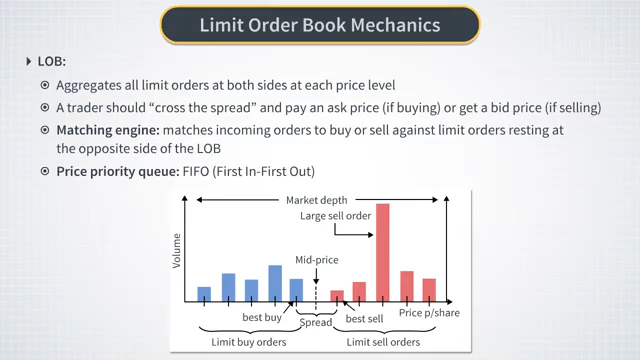 Limit Order Book Mechanics
LOB:
Aggregates all limit orders at both sides at each price level
A trader should “cross the spread” and pay an ask price (if buying) or get a bid price (if selling)
Matching engine: matches incoming orders to buy or sell against limit orders resting at
the opposite side of the LOB
Price priority queue: FIFO (First In-First Out)
Market depth
Large sell order
Volume
Mid-price
best buy
Spread
best sell
Price p/share
Limit buy orders
Limit sell orders